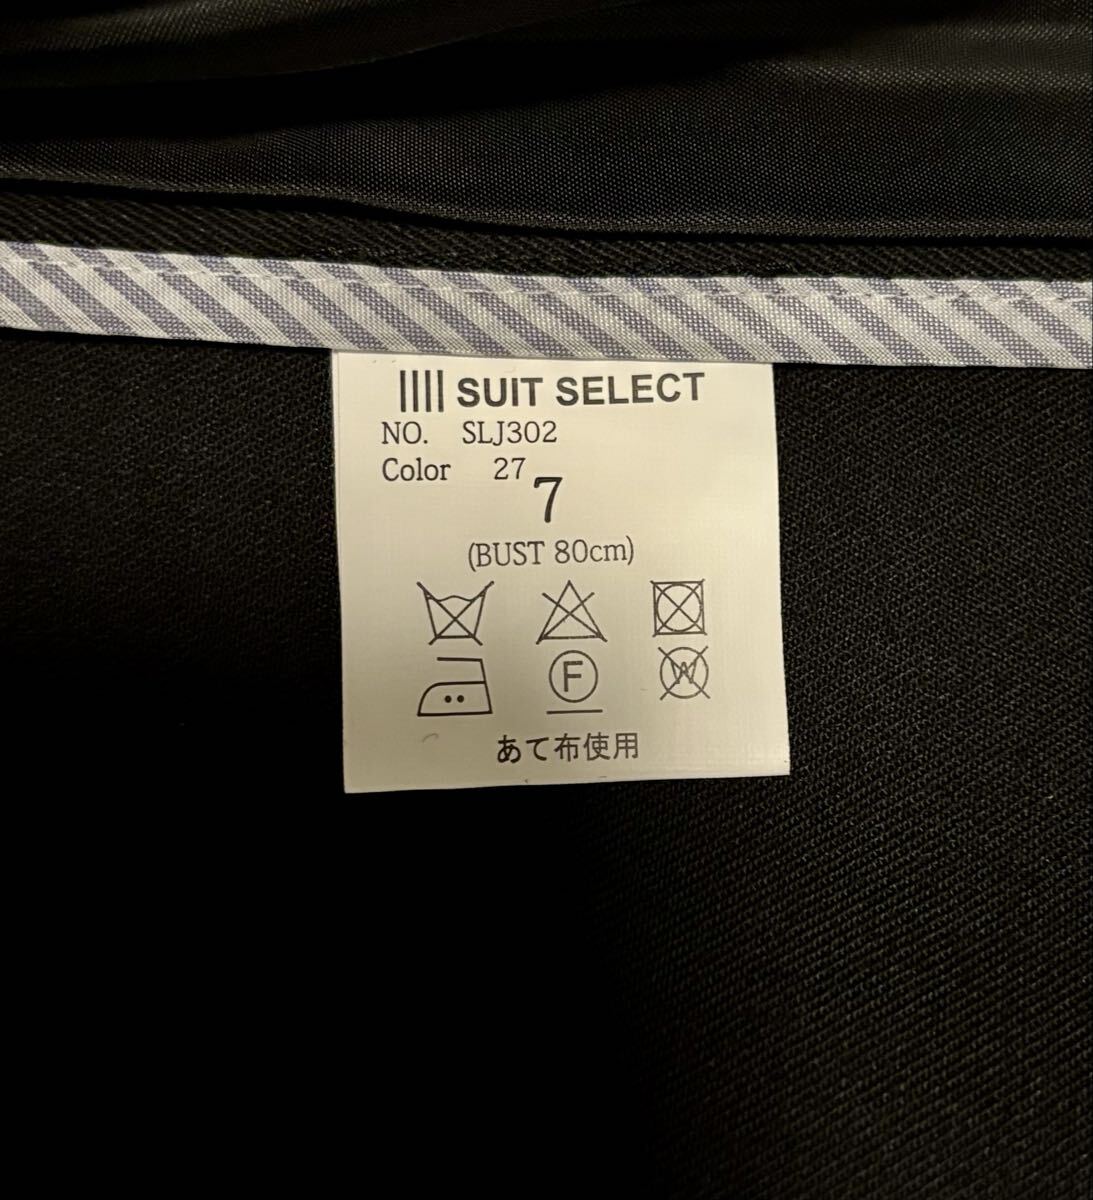 SUIT SELECT
NO. SLJ302
Color 27
7
(BUST 80cm)
F W
あて布使用